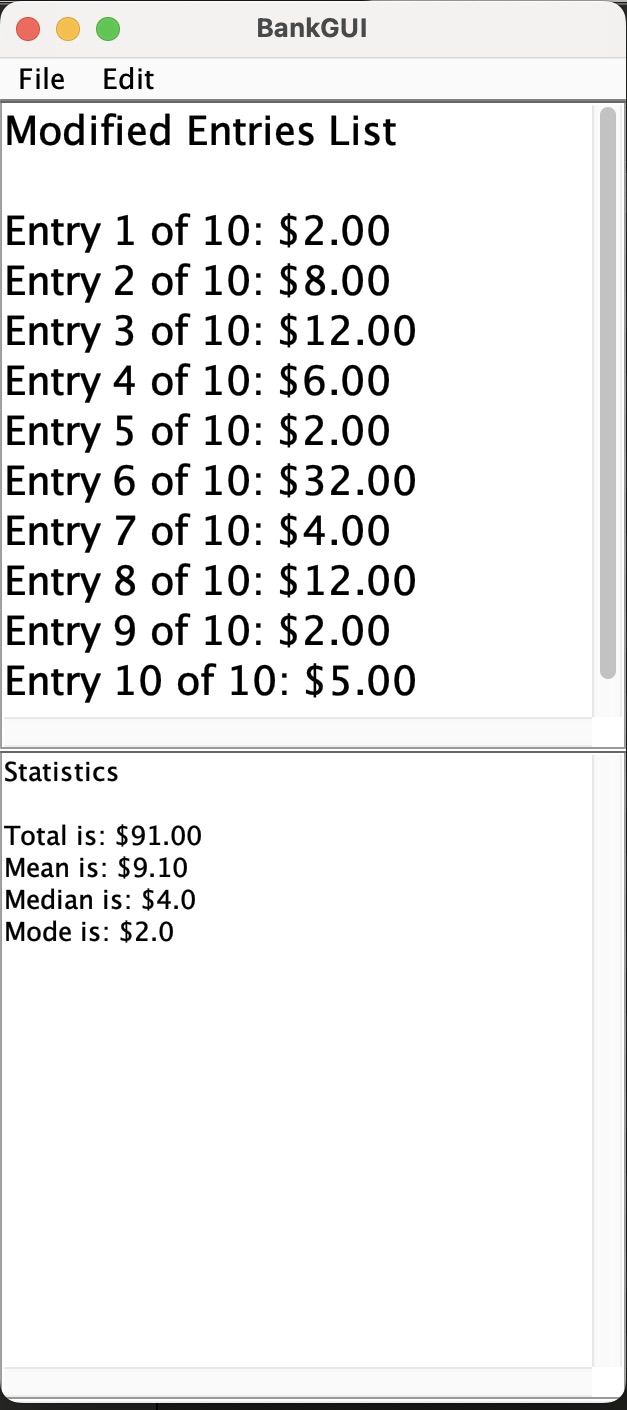 BankGUI
File Edit
Modified Entries List
Entry 1 of 10: $2.00
Entry 2 of 10: $8.00
Entry 3 of 10: $12.00
Entry 4 of 10: $6.00
Entry 5 of 10: $2.00
Entry 6 of 10: $32.00
Entry 7 of 10: $4.00
Entry 8 of 10: $12.00
Entry 9 of 10: $2.00
Entry 10 of 10: $5.00
Statistics
Total is: $91.00
Mean is: $9.10
Median is: $4.0
Mode is: $2.0